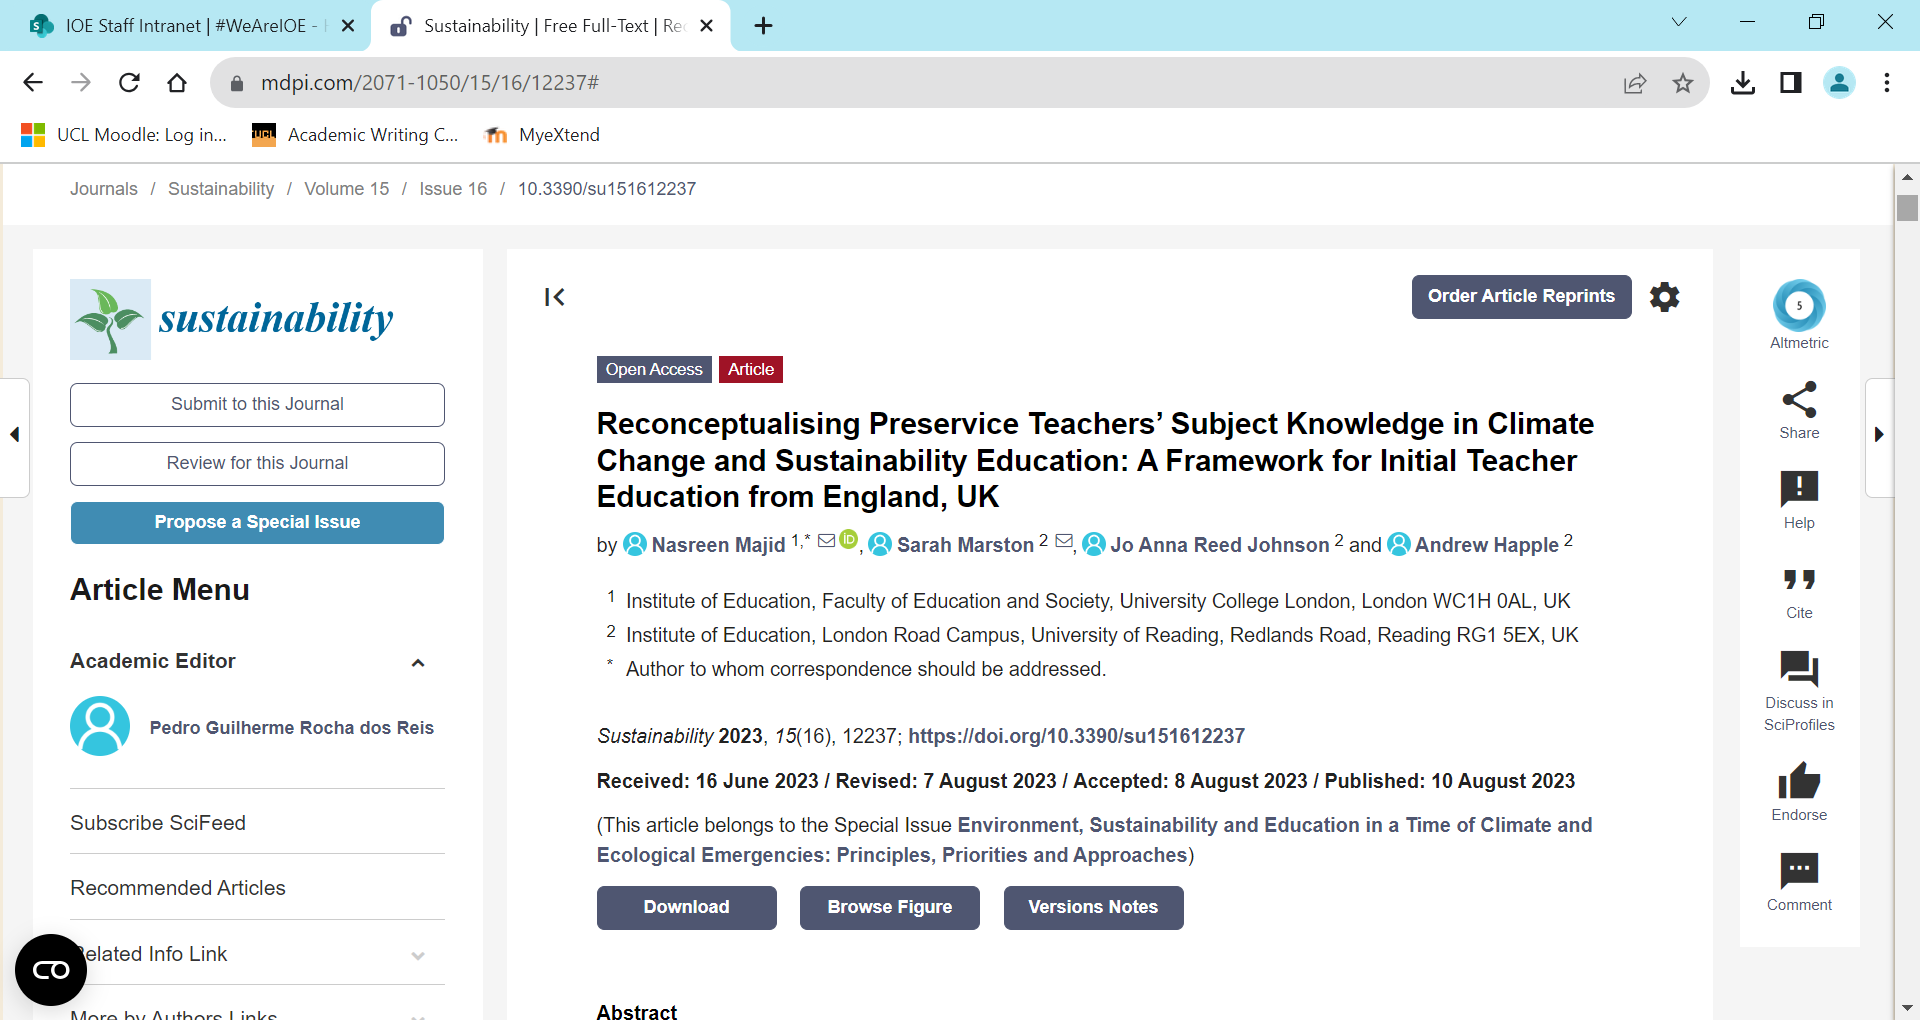 IOE Staff Intranet | #WeAreIOE -
Sustainability | Free Full-Text | Re
mdpi.com/2071-1050/15/16/12237#
UCL Moodle: Log in...
UCL
Academic Writing C...
MyeXtend
Journals / Sustainability / Volume 15 / Issue 16 / 10.3390/su151612237
sustainability
Submit to this Journal
Review for this Journal
Propose a Special Issue
Article Menu
Academic Editor
Pedro Guilherme Rocha dos Reis
Subscribe SciFeed
Recommended Articles
elated Info Link
More by Authors Links
Order Article Reprints
Open Access Article
Reconceptualising Preservice Teachers’ Subject Knowledge in Climate
Change and Sustainability Education: A Framework for Initial Teacher
Education from England, UK
by Nasreen Majid 1,* iD, Sarah Marston 2, Jo Anna Reed Johnson 2 and Andrew Happle 2
1 Institute of Education, Faculty of Education and Society, University College London, London WC1H 0AL, UK
2 Institute of Education, London Road Campus, University of Reading, Redlands Road, Reading RG1 5EX, UK
* Author to whom correspondence should be addressed.
Sustainability 2023, 15(16), 12237; https://doi.org/10.3390/su151612237
Received: 16 June 2023 / Revised: 7 August 2023 / Accepted: 8 August 2023 / Published: 10 August 2023
(This article belongs to the Special Issue Environment, Sustainability and Education in a Time of Climate and
Ecological Emergencies: Principles, Priorities and Approaches)
Download
Browse Figure
Versions Notes
Abstract
5
Altmetric
Share
Help
Cite
Discuss in
SciProfiles
Endorse
Comment